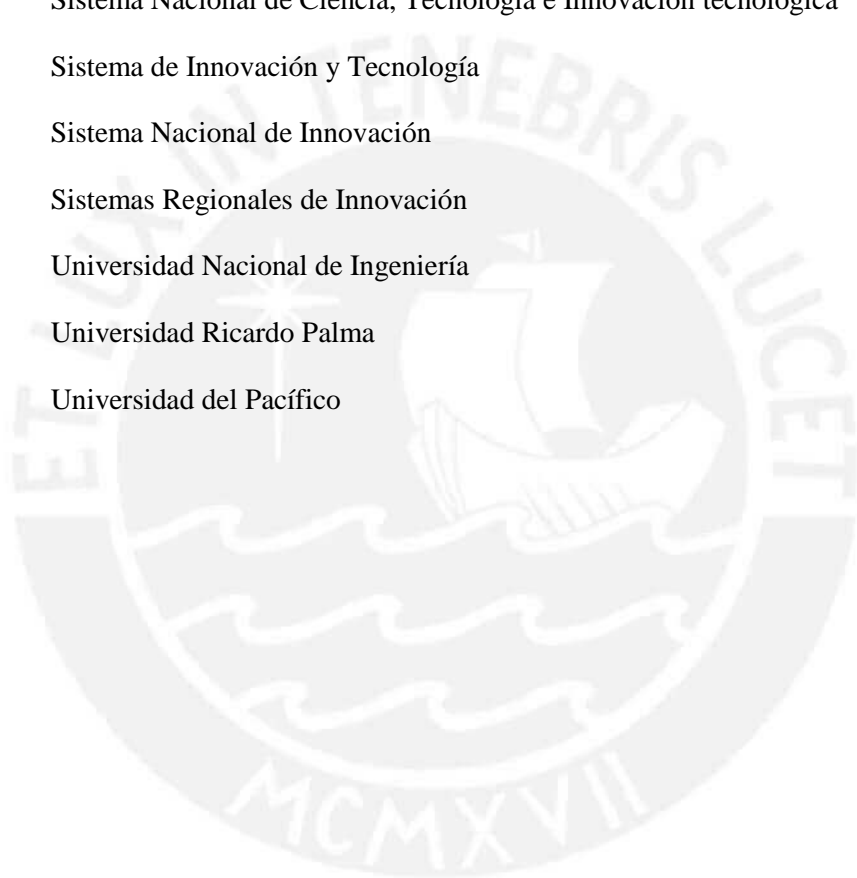 Sistema Nacional de Ciencia, Tecnología e Innovación tecnológica
Sistema de Innovación y Tecnología
Sistema Nacional de Innovación
Sistemas Regionales de Innovación
Universidad Nacional de Ingeniería
Universidad Ricardo Palma
Universidad del Pacífico
ET LUX IN TENEBRIS LUCET
MCMXVII